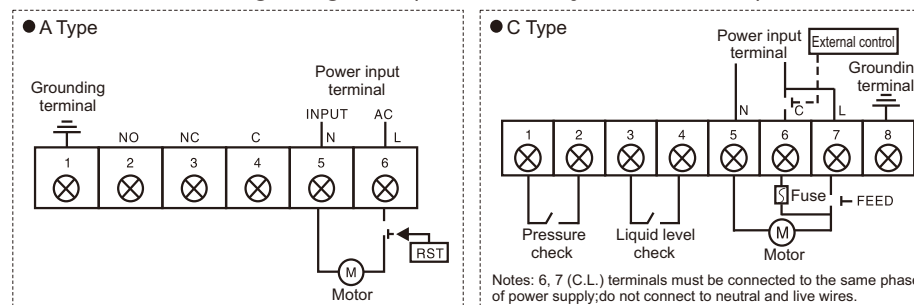 ● A Type
Grounding
terminal
Power input
terminal
INPUT AC
NO NC C N L
1 2 3 4 5 6
RST
M
Motor
● C Type
Power input
terminal
External control
Grounding
terminal
N C L
1 2 3 4 5 6 7 8
Fuse
FEED
Pressure
check
Liquid level
check
M
Motor
Notes: 6, 7 (C.L.) terminals must be connected to the same phase
of power supply;do not connect to neutral and live wires.